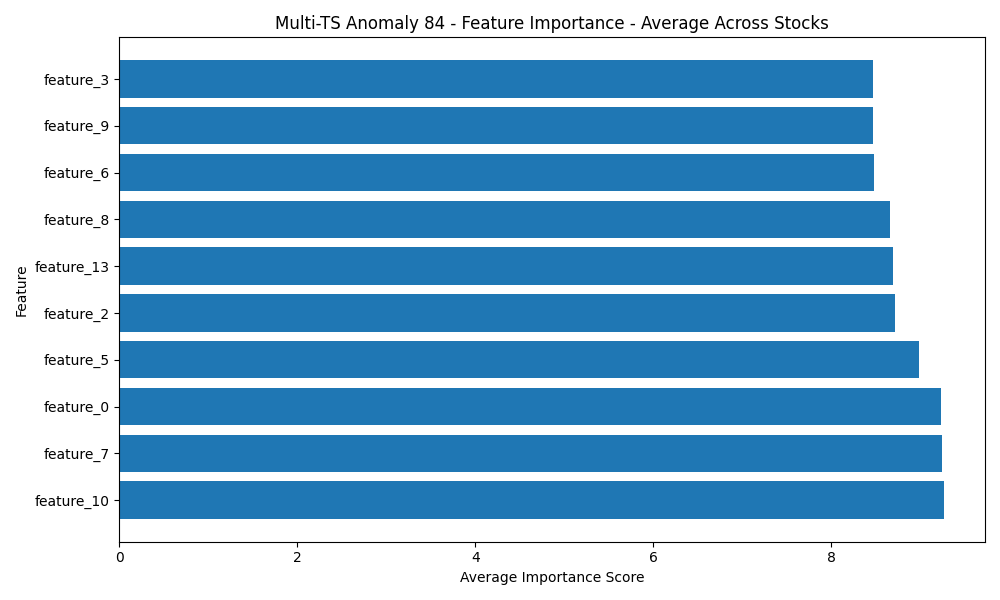 Multi-TS Anomaly 84 - Feature Importance - Average Across Stocks
feature_3
feature_9
feature_6
feature_8
feature_13
feature_2
feature_5
feature_0
feature_7
feature_10
Feature
0 2 4 6 8
Average Importance Score